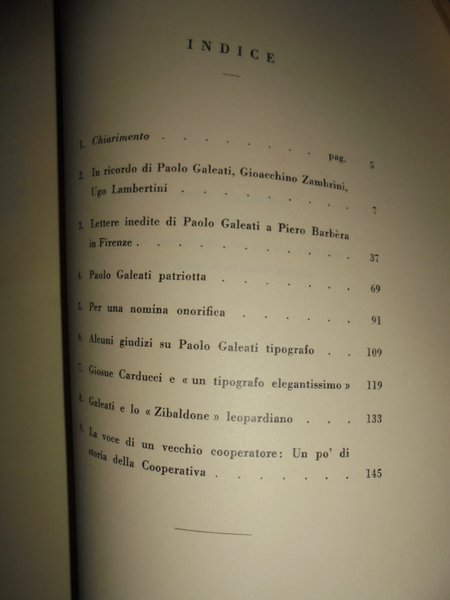 INDICE
1. Chiarimento . . . . . . . . pag. 5
2. In ricordo di Paolo Galeati, Gioacchino Zambrini,
Ugo Lambertini . . . . . . . . 7
3. Lettere inedite di Paolo Galeati a Piero Barbèra
in Firenze . . . . . . . . . 37
4. Paolo Galeati patriotta . . . . . . 69
5. Per una nomina onorifica . . . . . . 91
6. Alcuni giudizi su Paolo Galeati tipografo . . 109
7. Giosue Carducci e « un tipografo elegantissimo » 119
8. Galeati e lo « Zibaldone » leopardiano . . . 133
9. La voce di un vecchio cooperatore: Un po' di
storia della Cooperativa . . . . . . 145